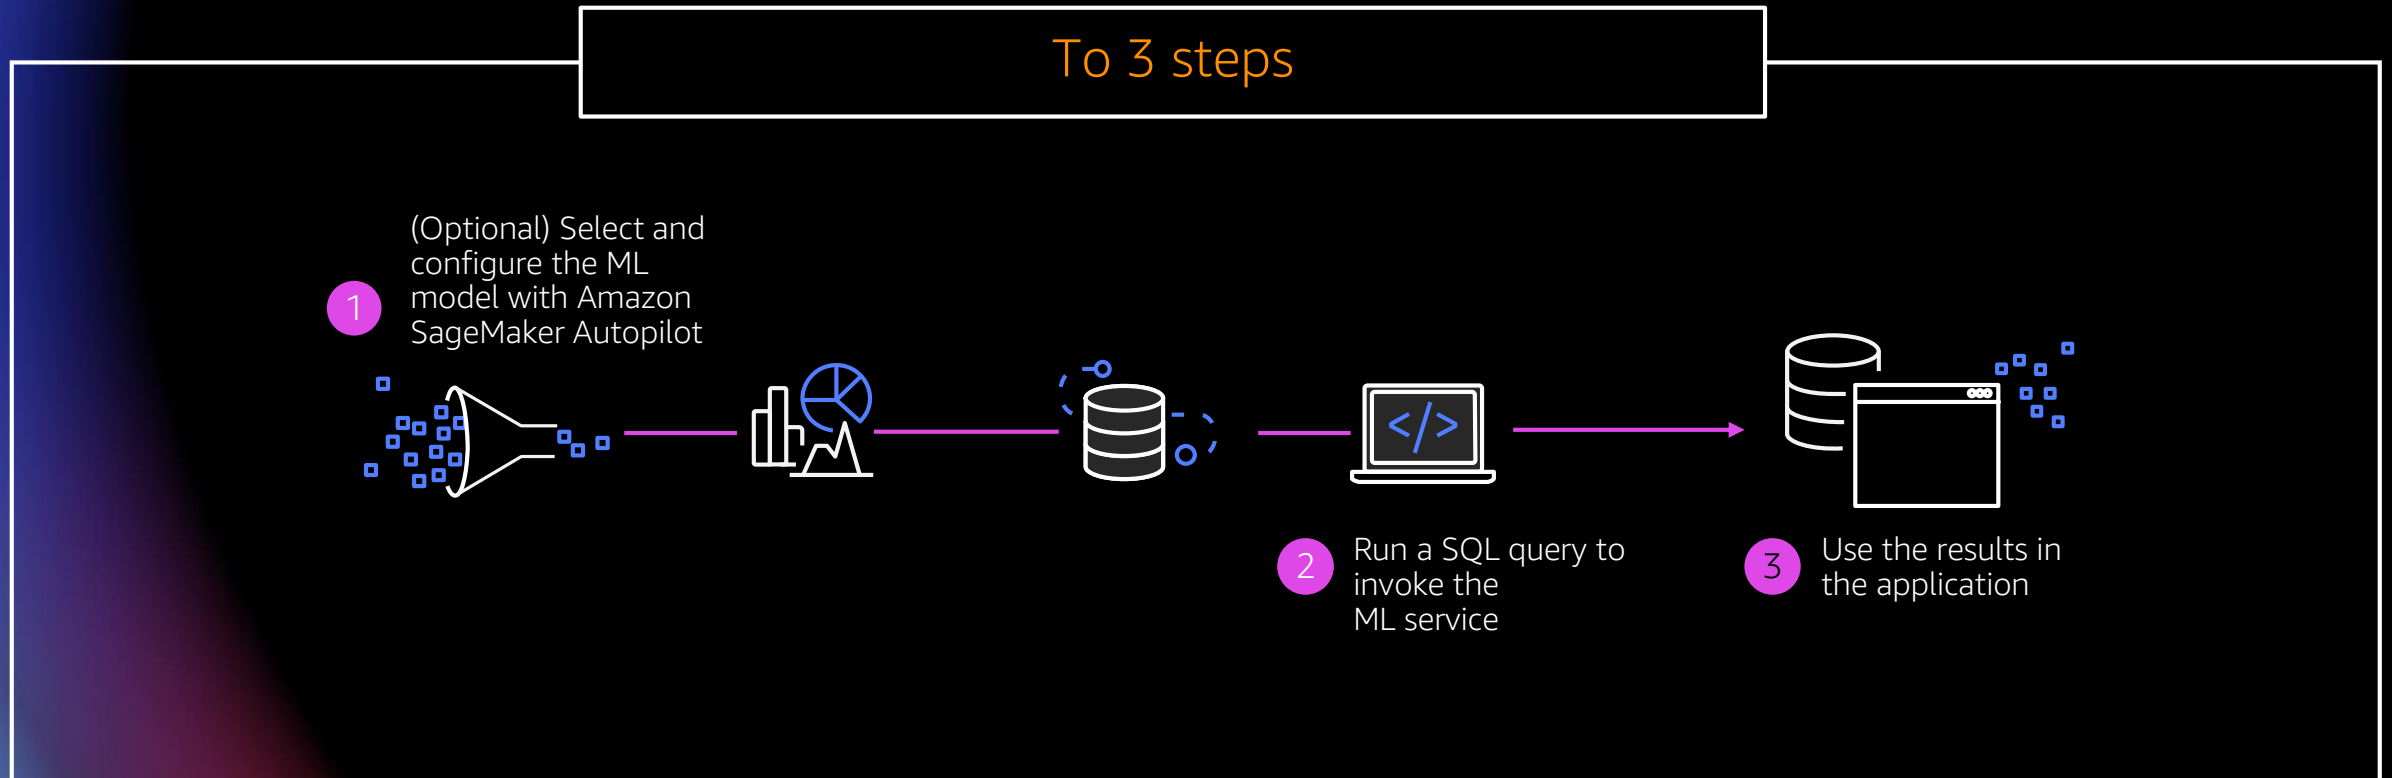 To 3 steps
(Optional) Select and
configure the ML
model with Amazon
SageMaker Autopilot
1
</>
2
Run a SQL query to
invoke the
ML service
3
Use the results in
the application